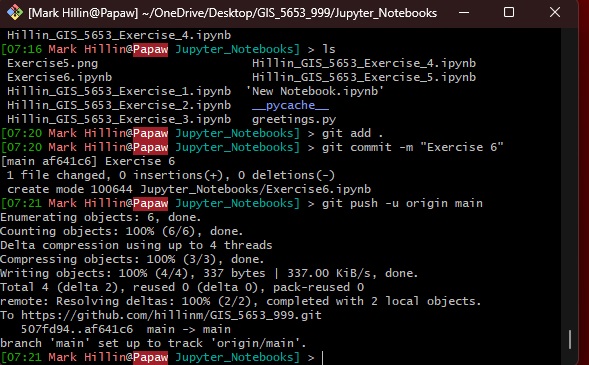 [Mark Hillin@Papaw] ~/OneDrive/Desktop/GIS_5653_999/Jupyter_Notebooks
Hillin_GIS_5653_Exercise_4.ipynb
[07:16 Mark Hillin@Papaw Jupyter_Notebooks] > ls
Exercise5.png Hillin_GIS_5653_Exercise_4.ipynb
Exercise6.ipynb Hillin_GIS_5653_Exercise_5.ipynb
Hillin_GIS_5653_Exercise_1.ipynb 'New Notebook.ipynb'
Hillin_GIS_5653_Exercise_2.ipynb __pycache__
Hillin_GIS_5653_Exercise_3.ipynb greetings.py
[07:20 Mark Hillin@Papaw Jupyter_Notebooks] > git add .
[07:20 Mark Hillin@Papaw Jupyter_Notebooks] > git commit -m "Exercise 6"
[main af641c6] Exercise 6
1 file changed, 0 insertions(+), 0 deletions(-)
create mode 100644 Jupyter_Notebooks/Exercise6.ipynb
[07:21 Mark Hillin@Papaw Jupyter_Notebooks] > git push -u origin main
Enumerating objects: 6, done.
Counting objects: 100% (6/6), done.
Delta compression using up to 4 threads
Compressing objects: 100% (3/3), done.
Writing objects: 100% (4/4), 337 bytes | 337.00 KiB/s, done.
Total 4 (delta 2), reused 0 (delta 0), pack-reused 0
remote: Resolving deltas: 100% (2/2), completed with 2 local objects.
To https://github.com/hillinm/GIS_5653_999.git
507fd94..af641c6 main -> main
branch 'main' set up to track 'origin/main'.
[07:21 Mark Hillin@Papaw Jupyter_Notebooks] >